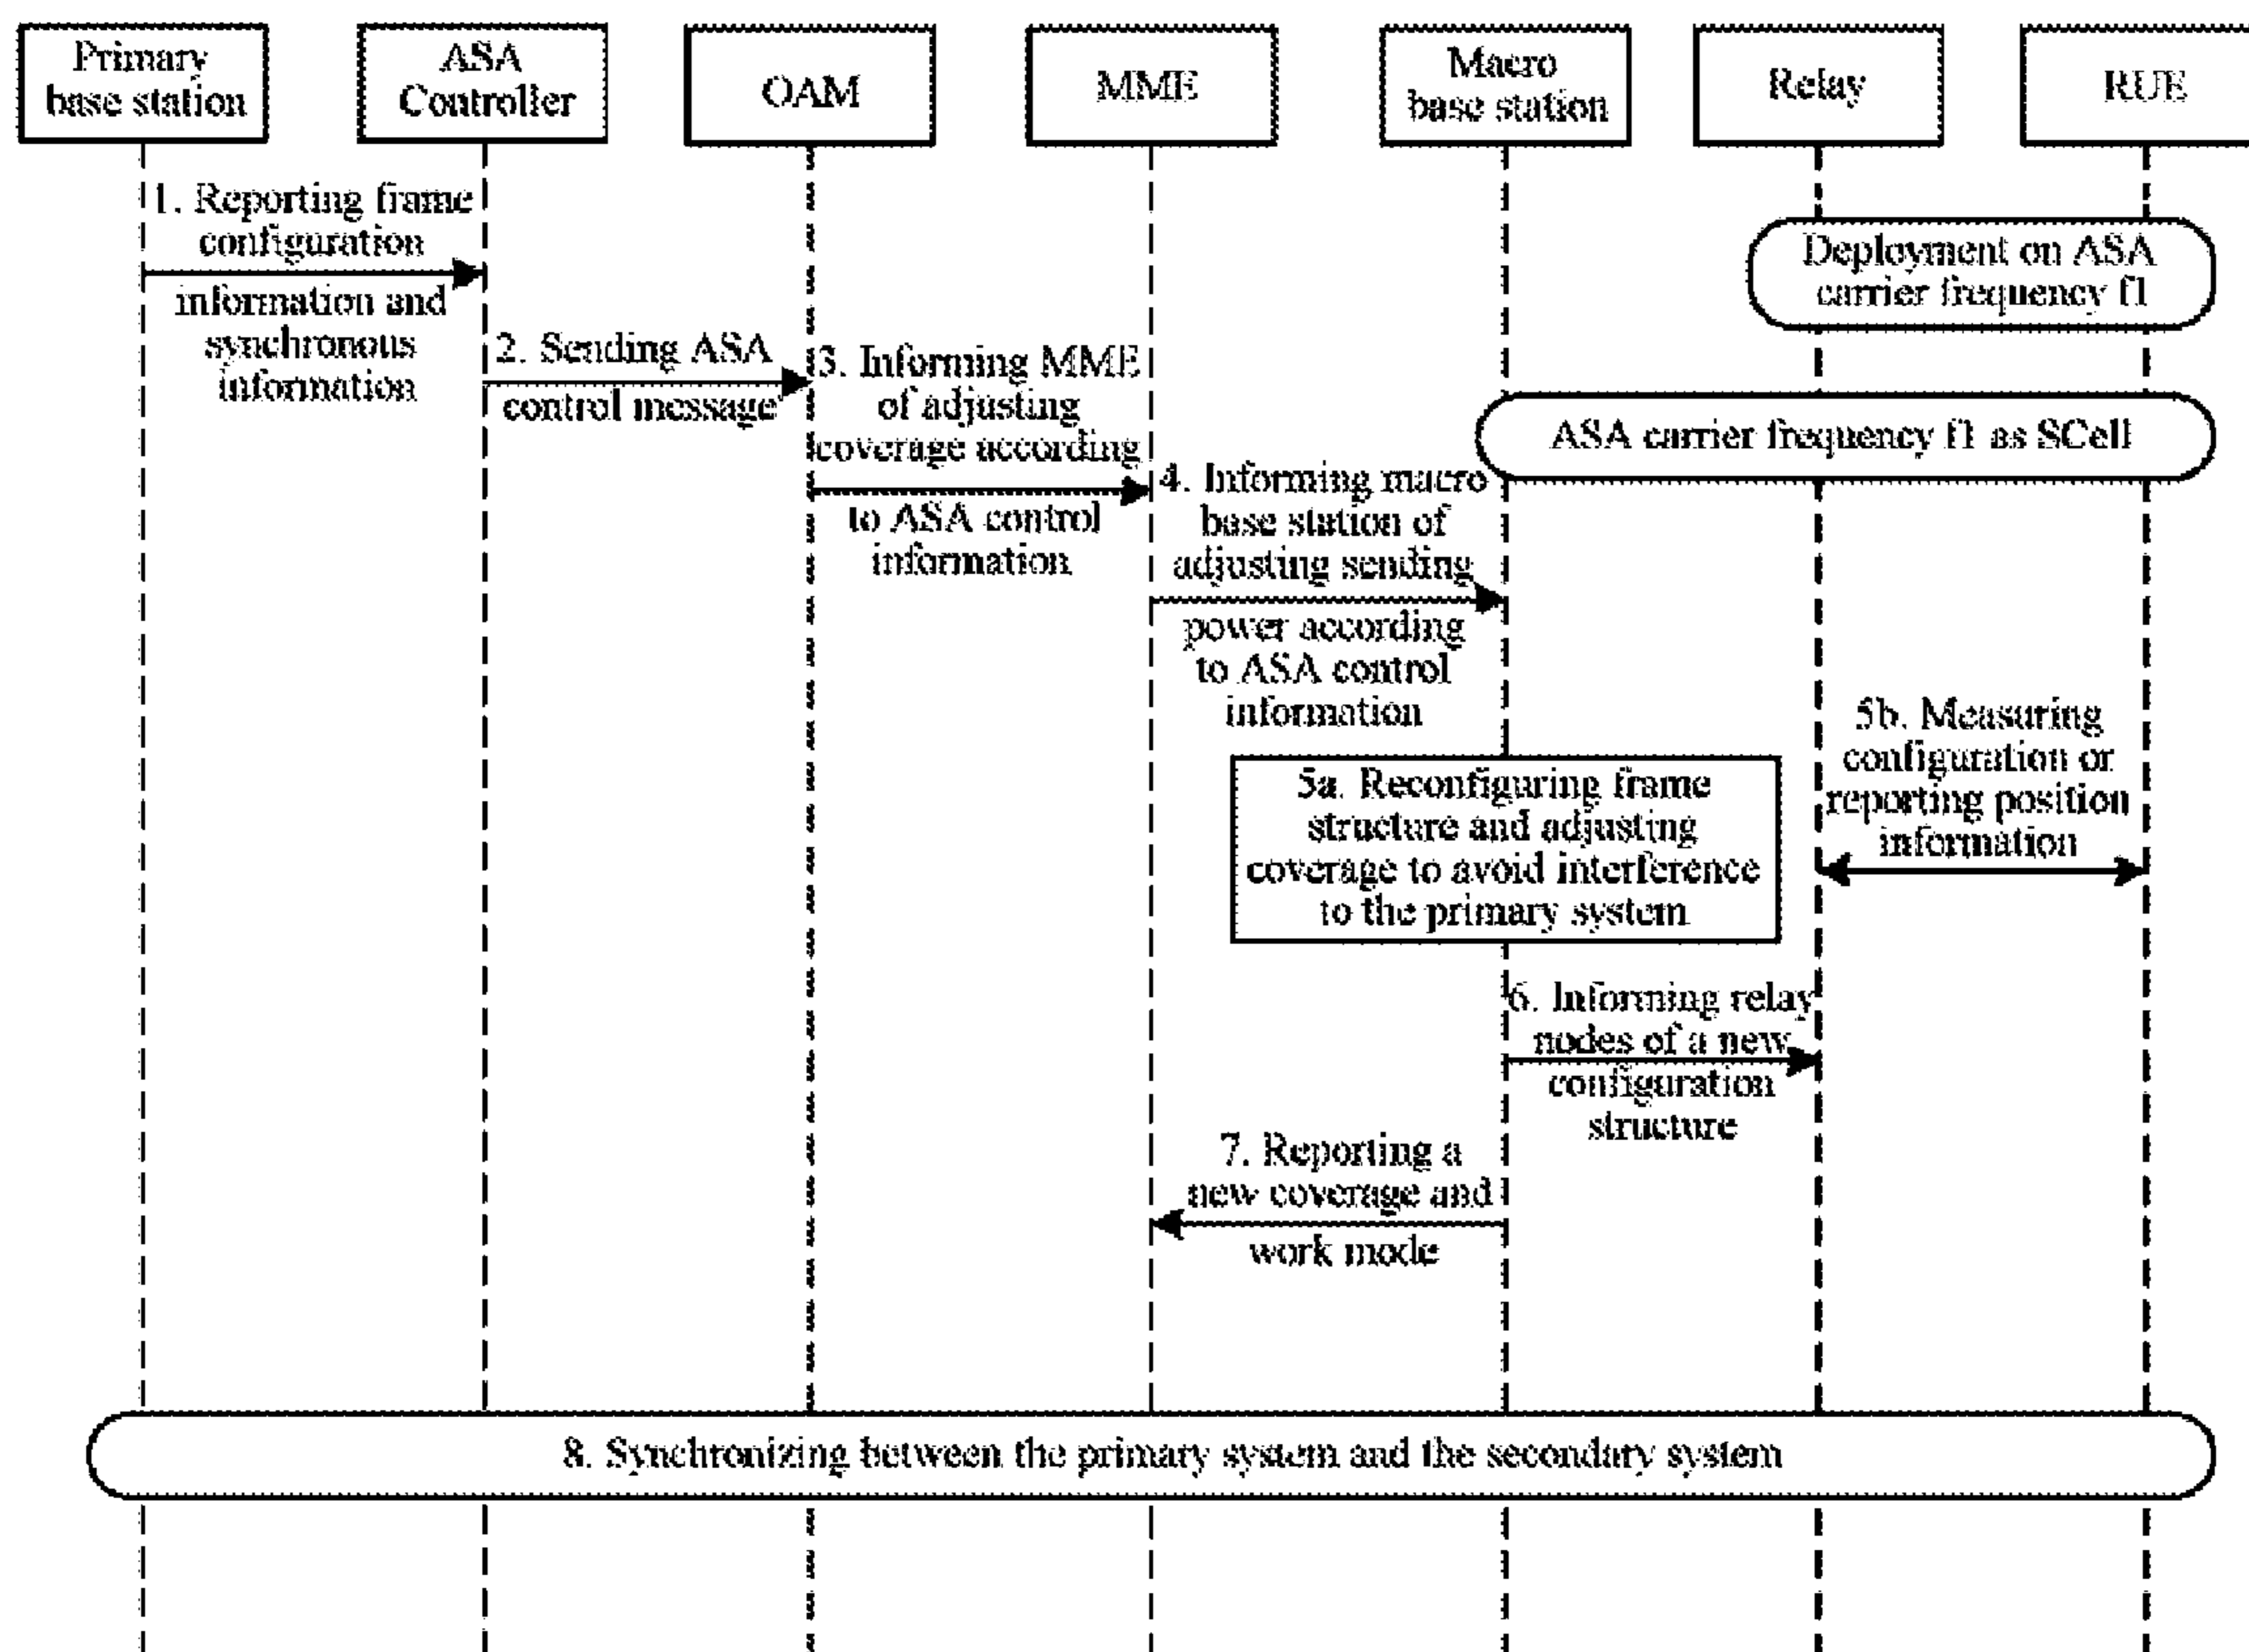 Primary
base station
ASA
Controller
OAM
MME
Macro
base station
Relay
RUE
1. Reporting frame
configuration
information and
synchronous
information
Deployment on ASA
carrier frequency f1
2. Sending ASA
control message
3. Informing MME
of adjusting
coverage according
to ASA control
information
ASA carrier frequency f1 as SCell
4. Informing macro
base station of
adjusting sending
power according
to ASA control
information
5a. Reconfiguring frame
structure and adjusting
coverage to avoid interference
to the primary system
5b. Measuring
configuration or
reporting position
information
6. Informing relay
nodes of a new
configuration
structure
7. Reporting a
new coverage and
work mode
8. Synchronizing between the primary system and the secondary system